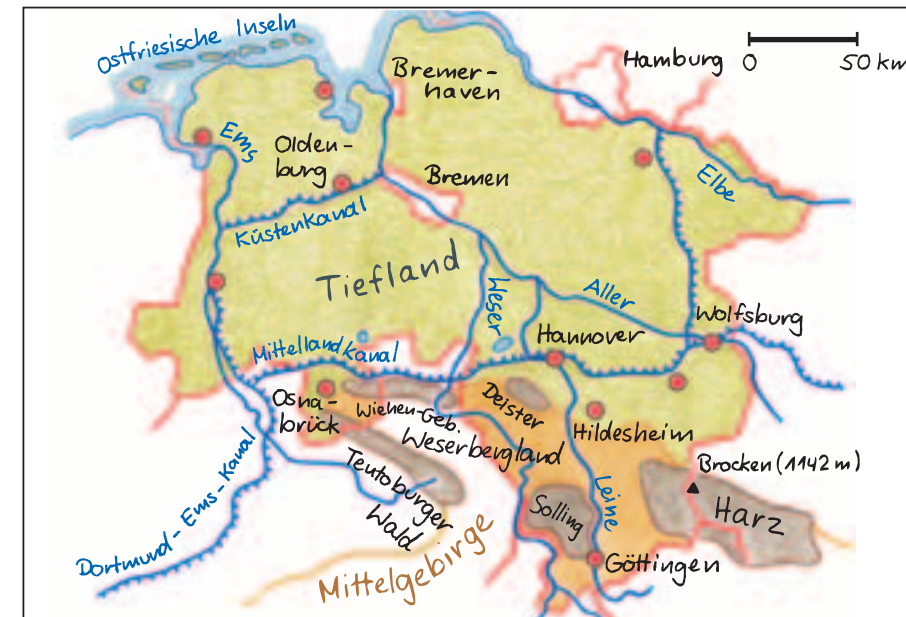 Ostfriesische Inseln
Hamburg
0 50 km
Bremer-
haven
Ems
Olden-
burg
Bremen
Elbe
Küstenkanal
Tiefland
Weser
Aller
Wolfsburg
Hannover
Mittellandkanal
Osna-
brück
Wiehen-Geb.
Deister
Weserbergland
Hildesheim
Teutoburger
Wald
Brocken (1142 m)
Harz
Leine
Solling
Dortmund-Ems-Kanal
Mittelgebirge
Göttingen